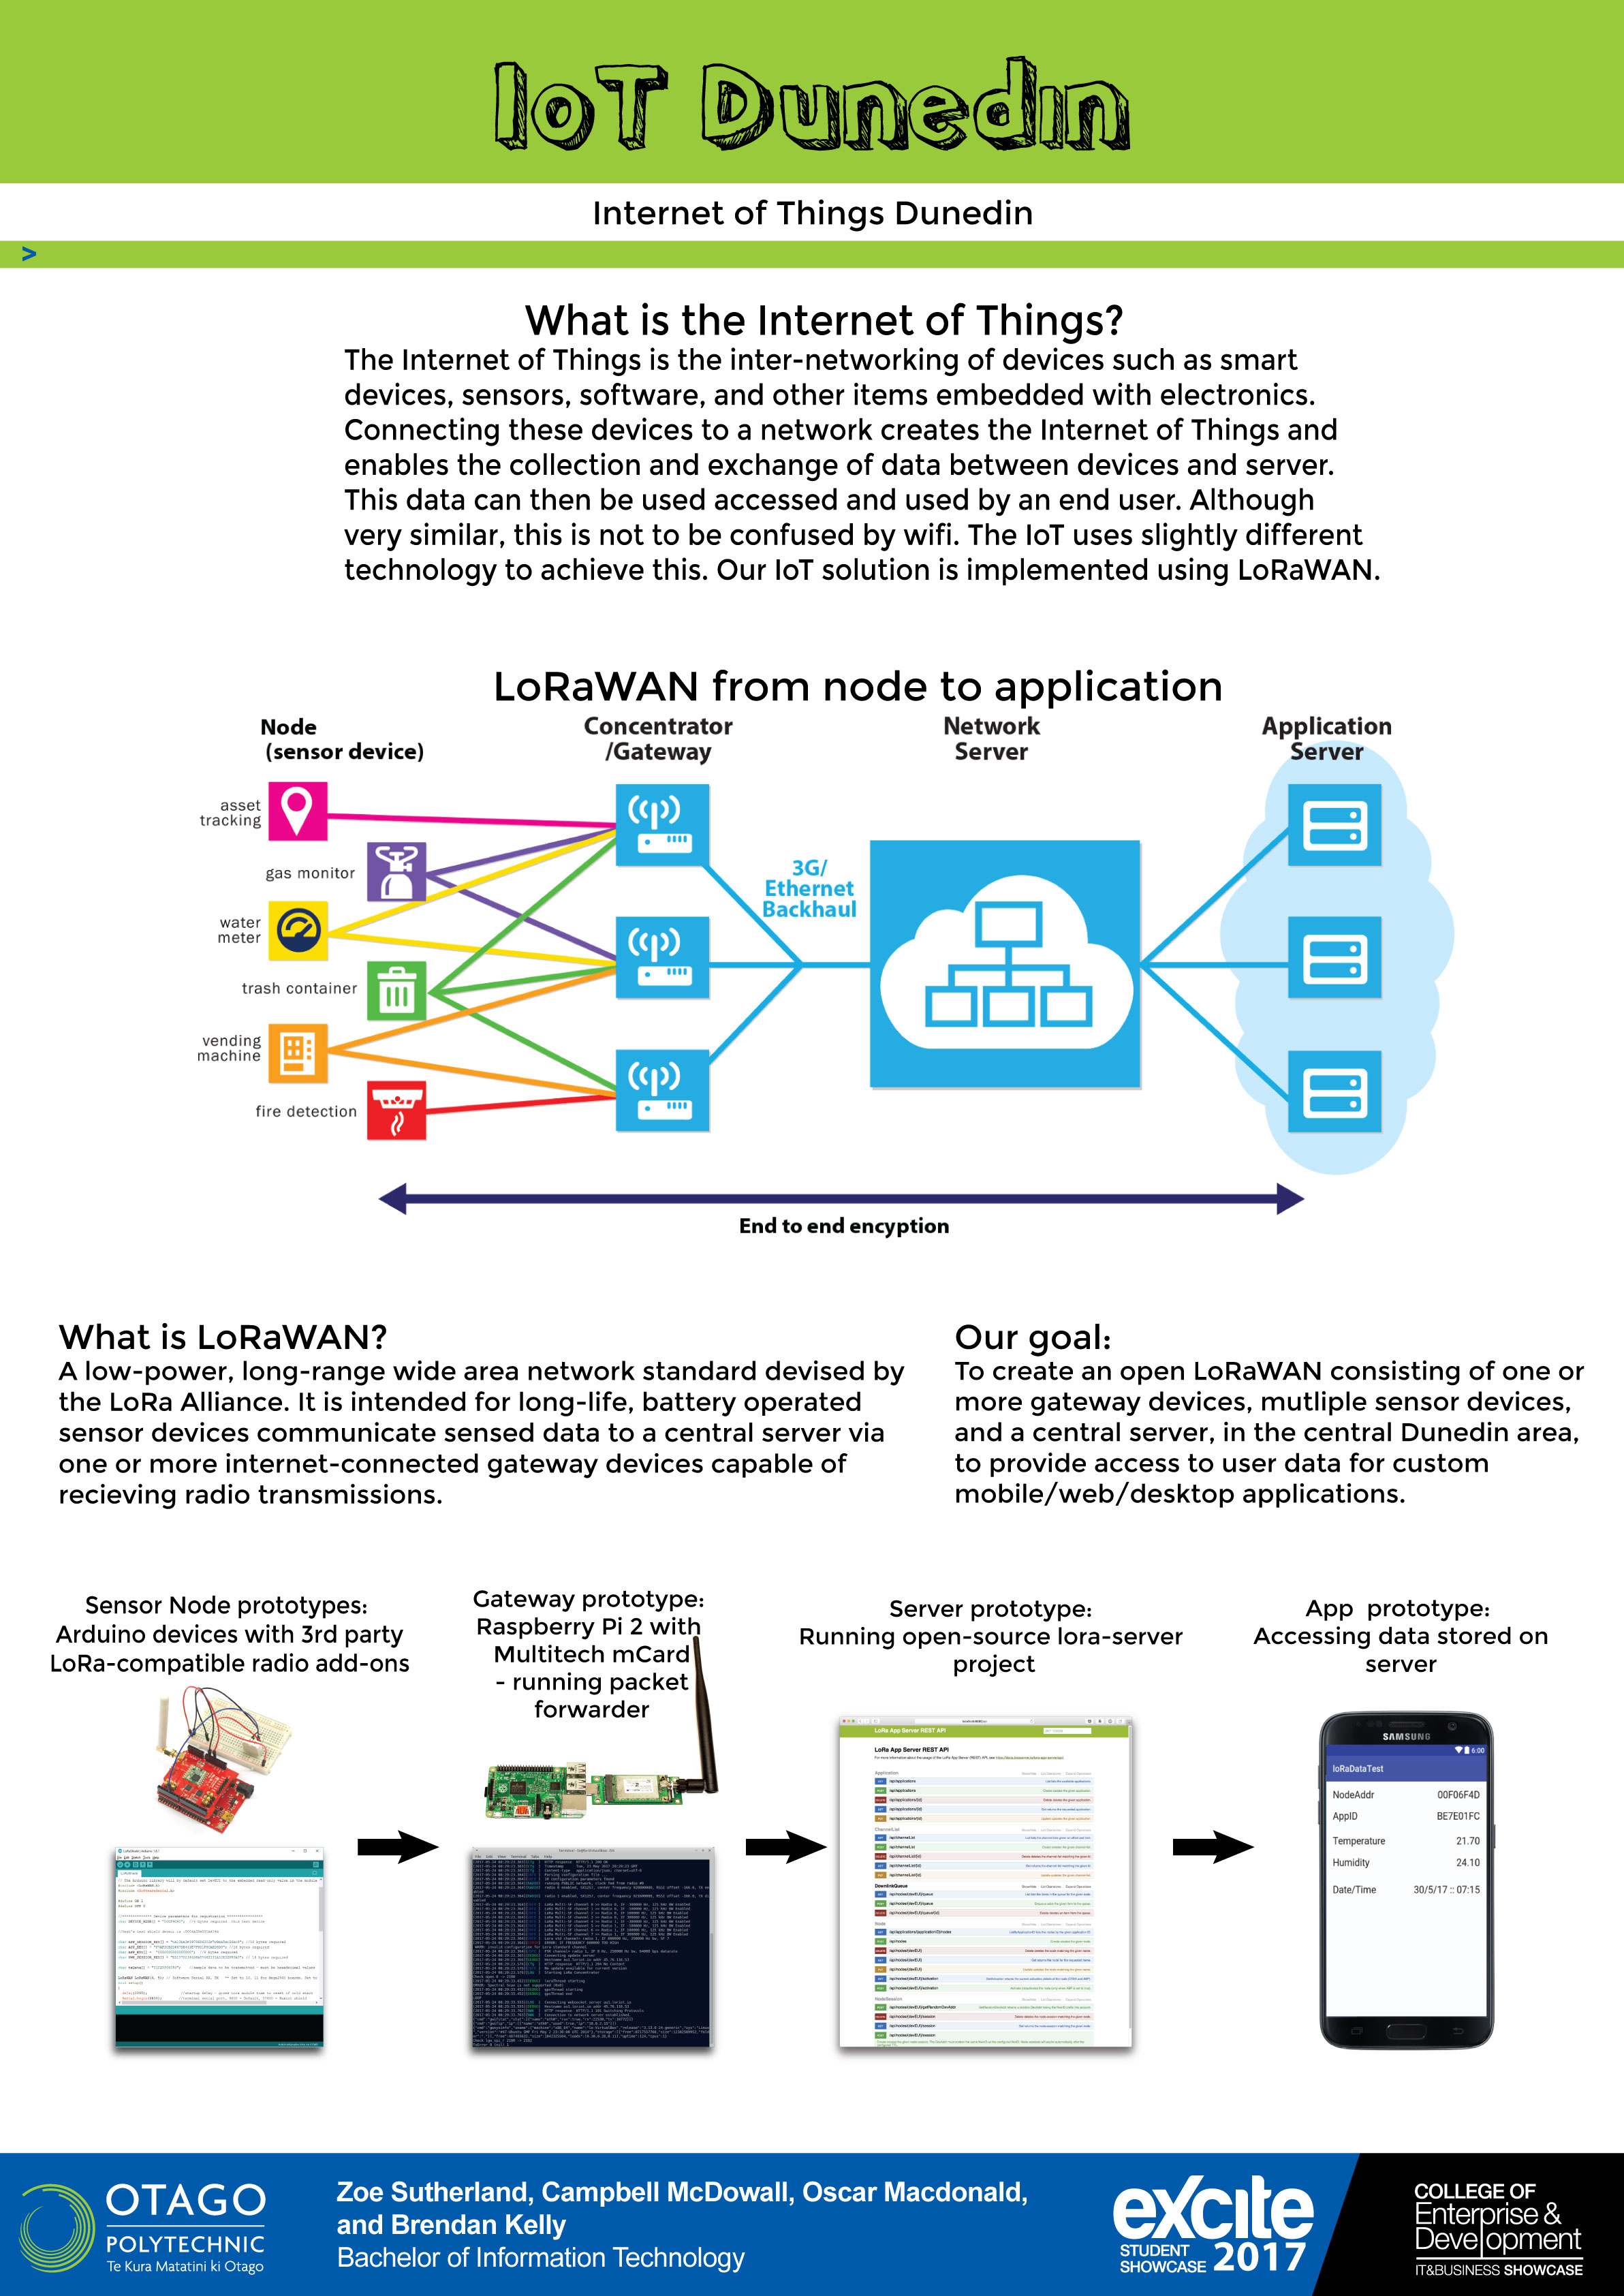 IoT Dunedin
Internet of Things Dunedin
>
What is the Internet of Things?
The Internet of Things is the inter-networking of devices such as smart
devices, sensors, software, and other items embedded with electronics.
Connecting these devices to a network creates the Internet of Things and
enables the collection and exchange of data between devices and server.
This data can then be used accessed and used by an end user. Although
very similar, this is not to be confused by wifi. The IoT uses slightly different
technology to achieve this. Our IoT solution is implemented using LoRaWAN.
LoRaWAN from node to application
Node
(sensor device)
Concentrator
/Gateway
Network
Server
Application
Server
asset
tracking
gas monitor
water
meter
trash container
vending
machine
fire detection
3G/
Ethernet
Backhaul
End to end encyption
What is LoRaWAN?
A low-power, long-range wide area network standard devised by
the LoRa Alliance. It is intended for long-life, battery operated
sensor devices communicate sensed data to a central server via
one or more internet-connected gateway devices capable of
recieving radio transmissions.
Our goal:
To create an open LoRaWAN consisting of one or
more gateway devices, mutliple sensor devices,
and a central server, in the central Dunedin area,
to provide access to user data for custom
mobile/web/desktop applications.
Sensor Node prototypes:
Arduino devices with 3rd party
LoRa-compatible radio add-ons
Gateway prototype:
Raspberry Pi 2 with
Multitech mCard
- running packet
forwarder
Server prototype:
Running open-source lora-server
project
App prototype:
Accessing data stored on
server
LoRa App Server REST API
LoRa App Server REST API
Application
ChannelList
DownlinkQueue
Node
NodeSession
SAMSUNG
6:00
loRaDataTest
NodeAddr 00F06F4D
AppID BE7E01FC
Temperature 21.70
Humidity 24.10
Date/Time 30/5/17 :: 07:15
OTAGO
POLYTECHNIC
Te Kura Matatini ki Otago
Zoe Sutherland, Campbell McDowall, Oscar Macdonald,
and Brendan Kelly
Bachelor of Information Technology
excite
STUDENT
SHOWCASE 2017
COLLEGE OF
Enterprise &
Development
IT&BUSINESS SHOWCASE